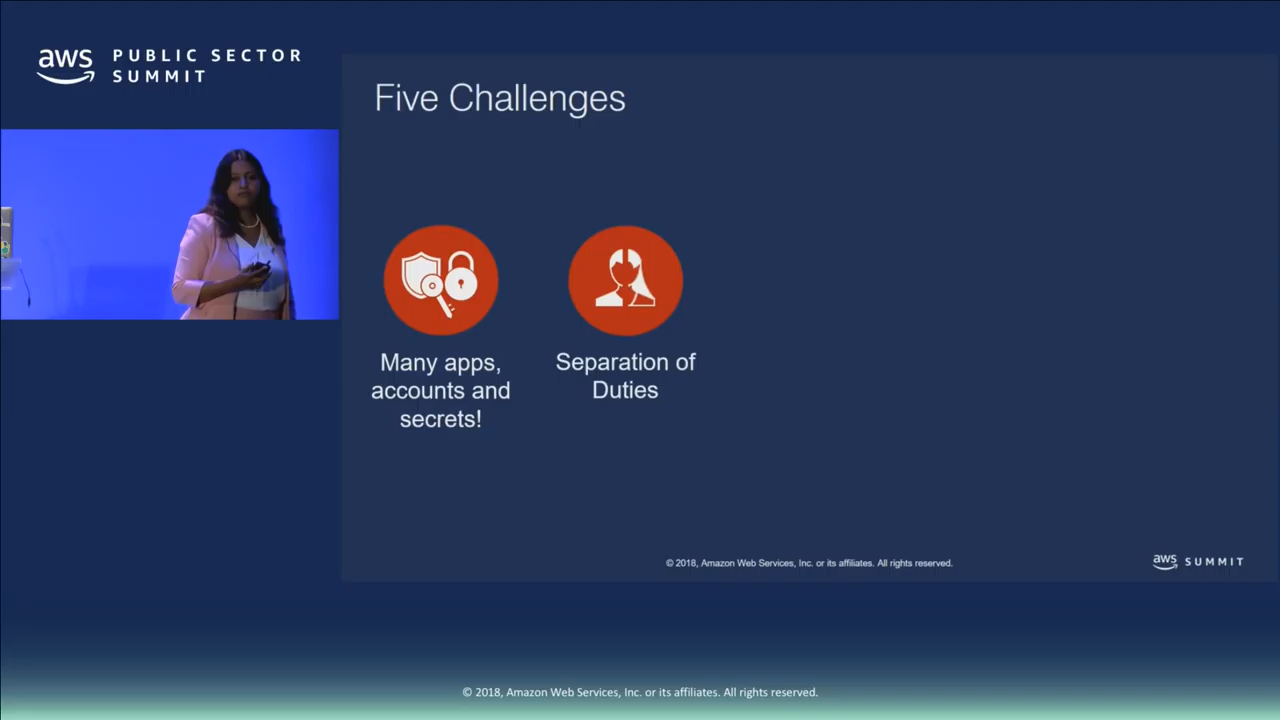 aws PUBLIC SECTOR
SUMMIT
Five Challenges
Many apps,
accounts and
secrets!
Separation of
Duties
© 2018, Amazon Web Services, Inc. or its affiliates. All rights reserved.
aws SUMMIT
© 2018, Amazon Web Services, Inc. or its affiliates. All rights reserved.